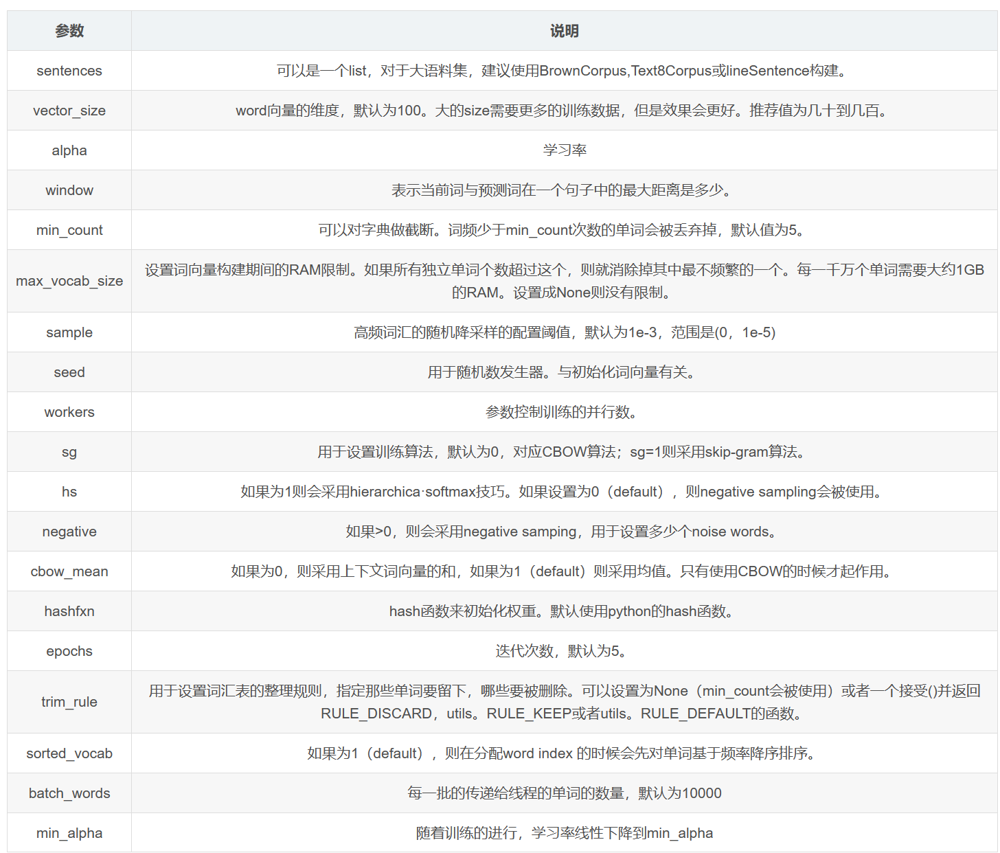 参数
说明
sentences
可以是一个list，对于大语料集，建议使用BrownCorpus,Text8Corpus或lineSentence构建。
vector_size
word向量的维度，默认为100。大的size需要更多的训练数据，但是效果会更好。推荐值为几十到几百。
alpha
学习率
window
表示当前词与预测词在一个句子中的最大距离是多少。
min_count
可以对字典做截断。词频少于min_count次数的单词会被丢弃掉，默认值为5。
max_vocab_size
设置词向量构建期间的RAM限制。如果所有独立单词个数超过这个，则就消除掉其中最不频繁的一个。每一千万个单词需要大约1GB
的RAM。设置成None则没有限制。
sample
高频词汇的随机降采样的配置阈值，默认为1e-3，范围是(0，1e-5)
seed
用于随机数发生器。与初始化词向量有关。
workers
参数控制训练的并行数。
sg
用于设置训练算法，默认为0，对应CBOW算法；sg=1则采用skip-gram算法。
hs
如果为1则会采用hierarchica·softmax技巧。如果设置为0（default），则negative sampling会被使用。
negative
如果>0，则会采用negative samping，用于设置多少个noise words。
cbow_mean
如果为0，则采用上下文词向量的和，如果为1（default）则采用均值。只有使用CBOW的时候才起作用。
hashfxn
hash函数来初始化权重。默认使用python的hash函数。
epochs
迭代次数，默认为5。
trim_rule
用于设置词汇表的整理规则，指定那些单词要留下，哪些要被删除。可以设置为None（min_count会被使用）或者一个接受()并返回
RULE_DISCARD，utils。RULE_KEEP或者utils。RULE_DEFAULT的函数。
sorted_vocab
如果为1（default），则在分配word index 的时候会先对单词基于频率降序排序。
batch_words
每一批的传递给线程的单词的数量，默认为10000
min_alpha
随着训练的进行，学习率线性下降到min_alpha